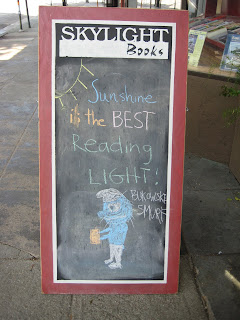 SKYLIGHT
Books
Sunshine
is the BEST
Reading
LIGHT!
BUKOWSKI
SMURF